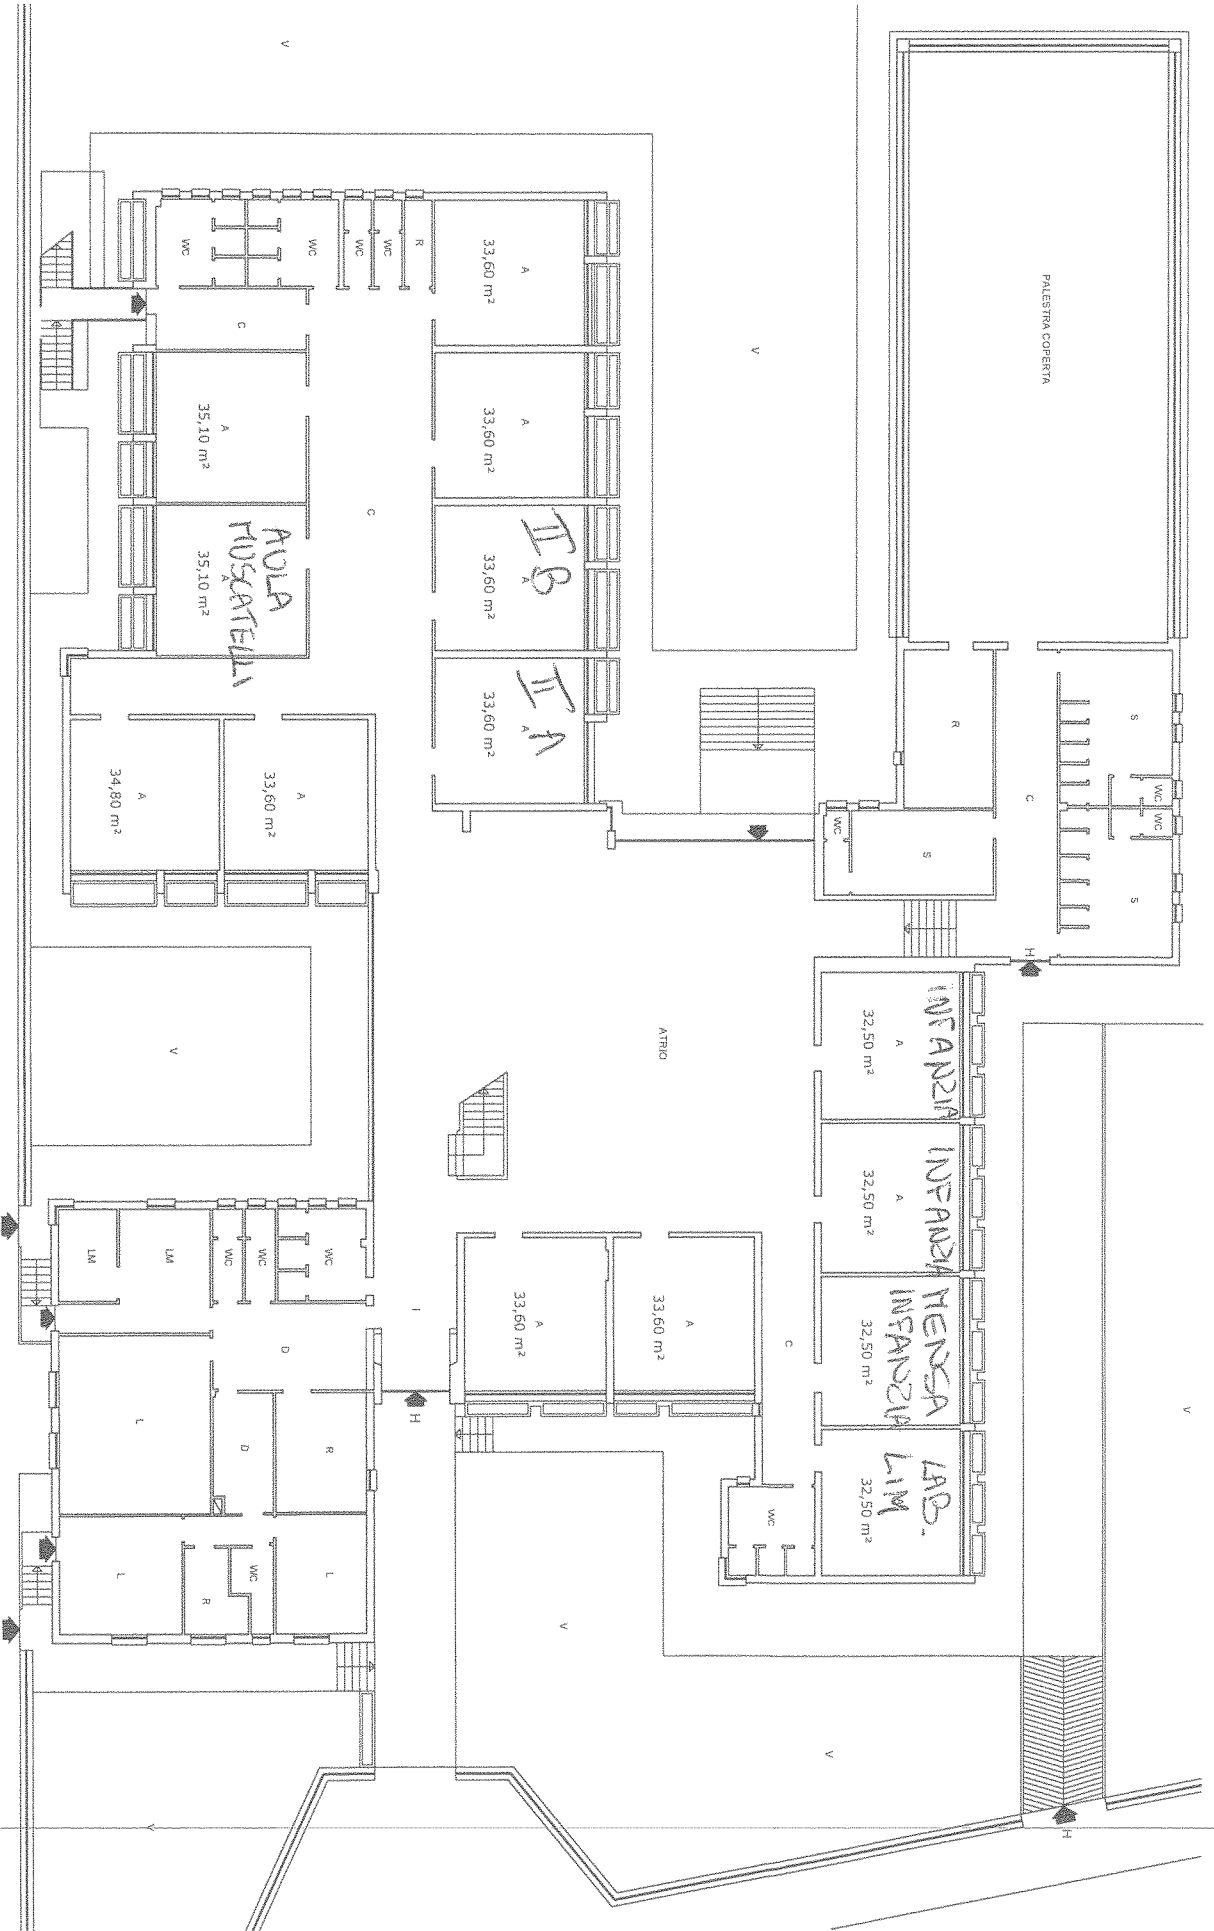 V
WC
WC
S
S
H
PALESTRA COPERTA
C
H
R
INFANZIA
A
32,50 m²
INFANZIA
A
32,50 m²
MENSA
INFANZIA
32,50 m²
LAB.
LIM
32,50 m²
S
WC
V
C
WC
V
A
33,60 m²
ATRIO
V
A
33,60 m²
A
33,60 m²
A
33,60 m²
II B
A
33,60 m²
II A
A
33,60 m²
R
WC
WC
WC
WC
C
I
H
C
A
35,10 m²
AULA
MUSCATELLI
A
35,10 m²
A
33,60 m²
A
34,80 m²
V
V
WC
WC
WC
LM
LM
D
R
D
L
L
WC
R
L
V